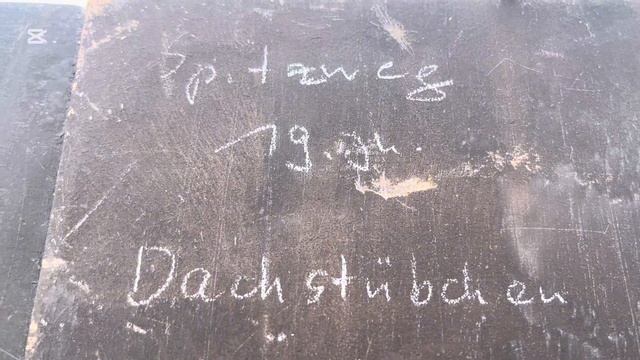 Spitzweg
19. Jh.
Dachstübchen